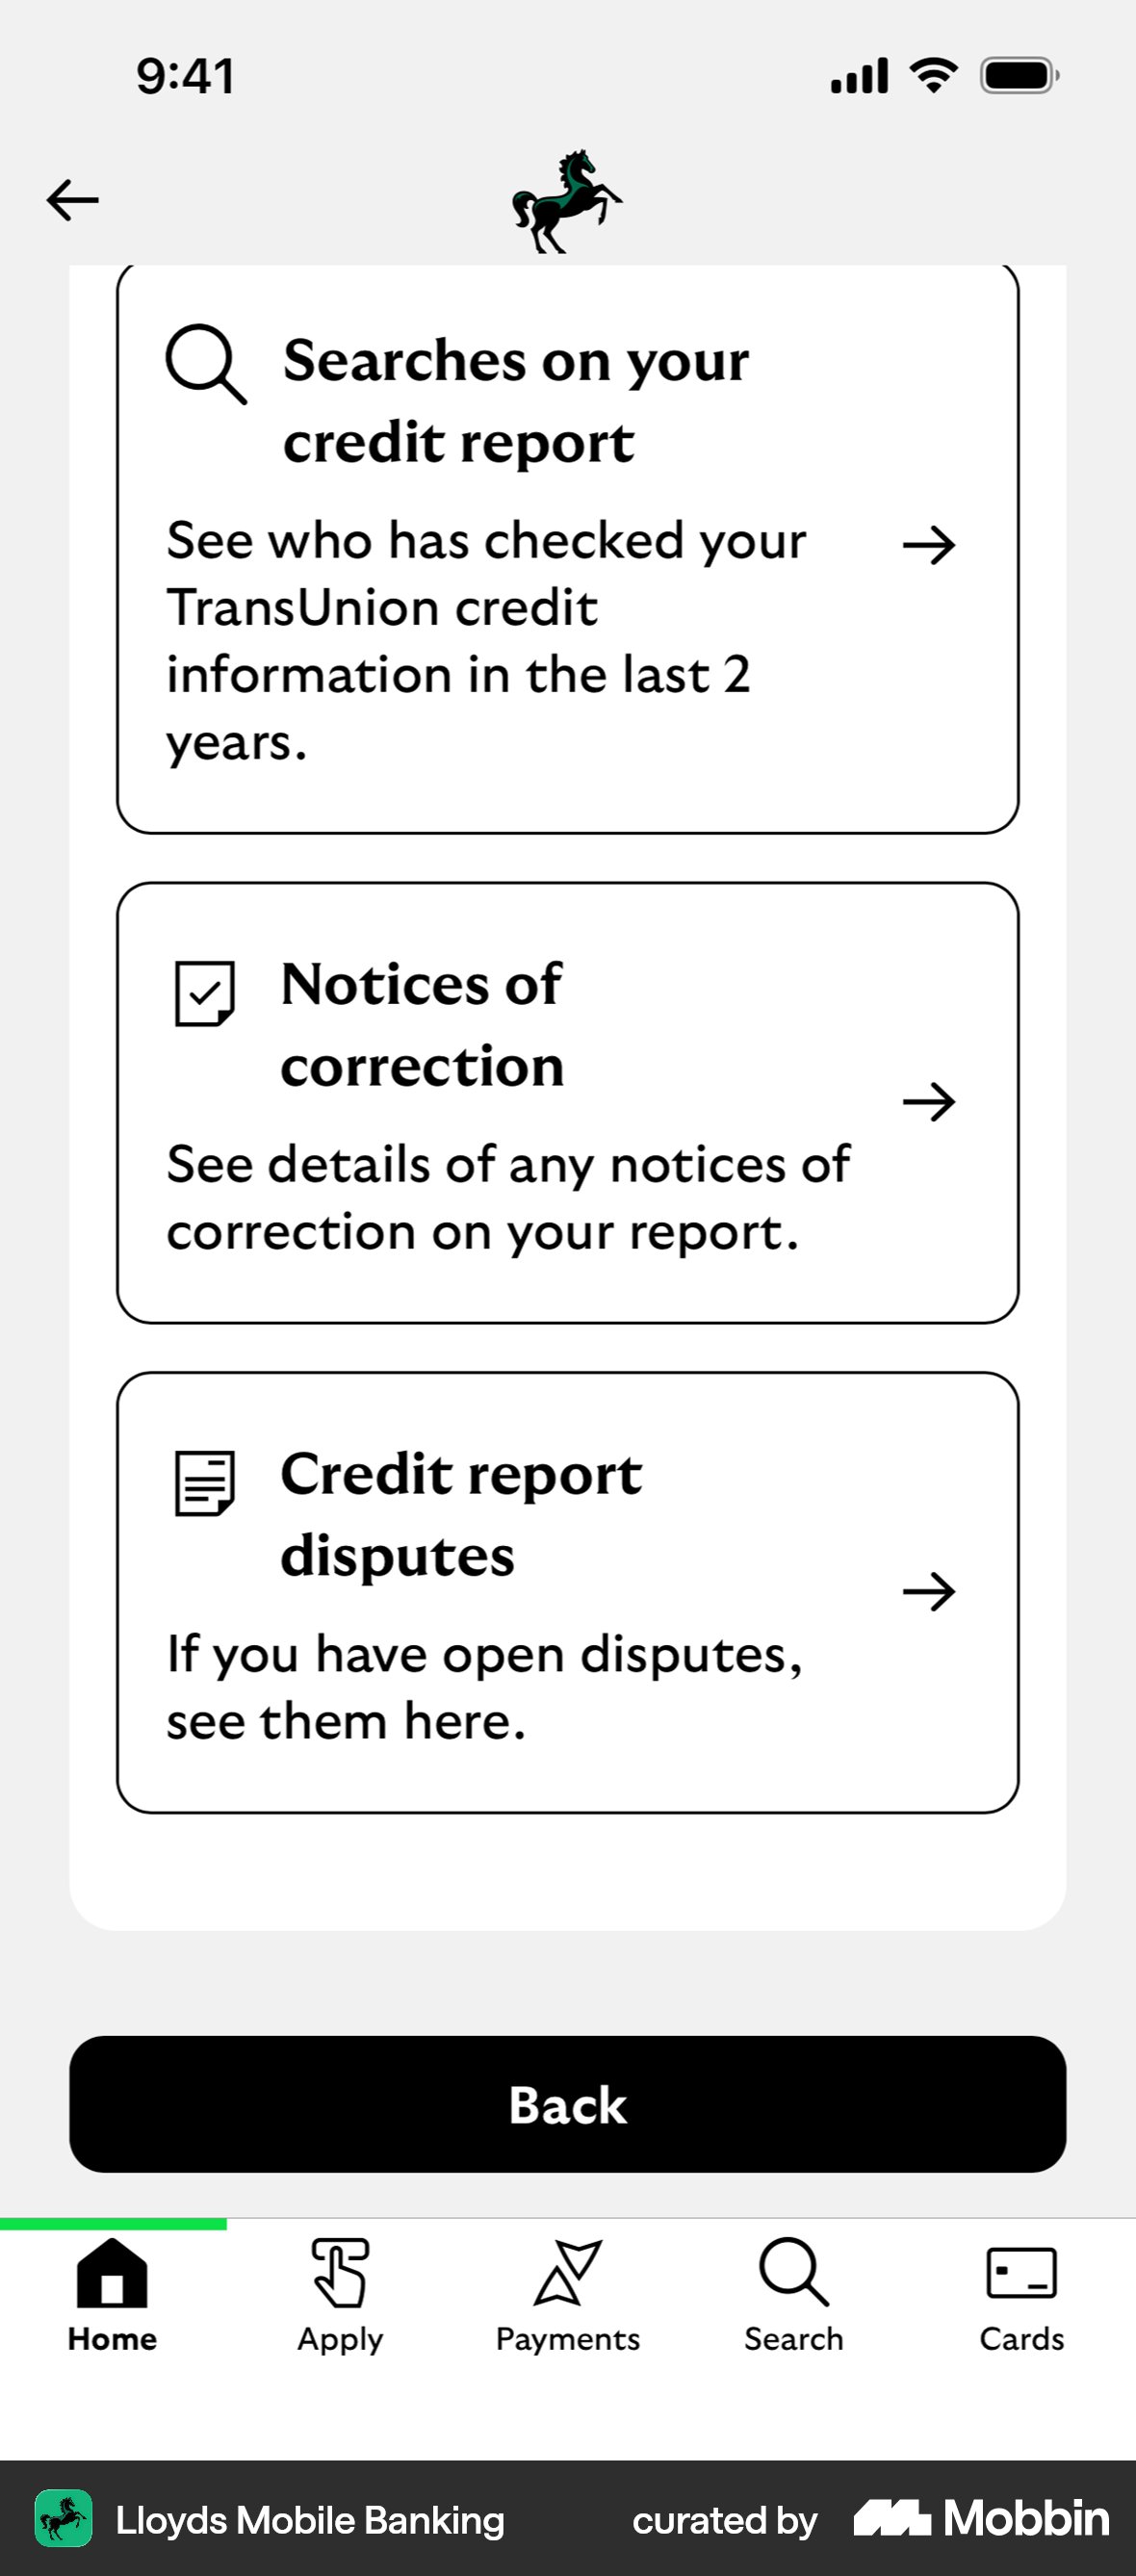 9:41
Searches on your
credit report
See who has checked your
TransUnion credit
information in the last 2
years.
Notices of
correction
See details of any notices of
correction on your report.
Credit report
disputes
If you have open disputes,
see them here.
Back
Home Apply Payments Search Cards
Lloyds Mobile Banking curated by Mobbin